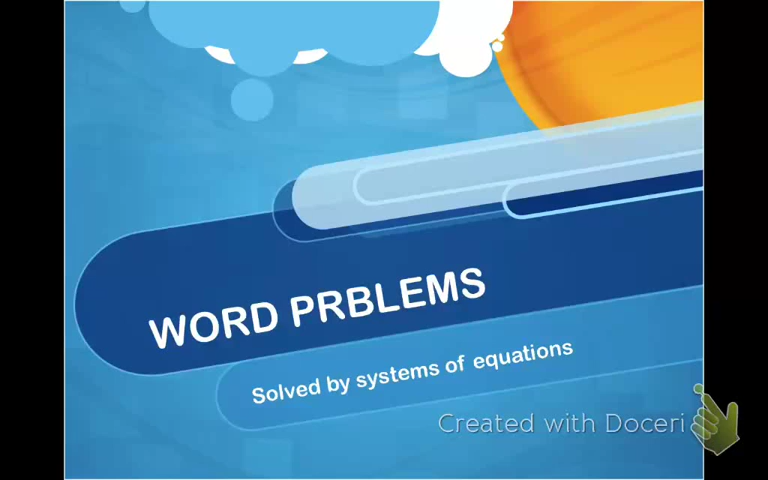 WORD PRBLEMS
Solved by systems of equations
Created with Doceri